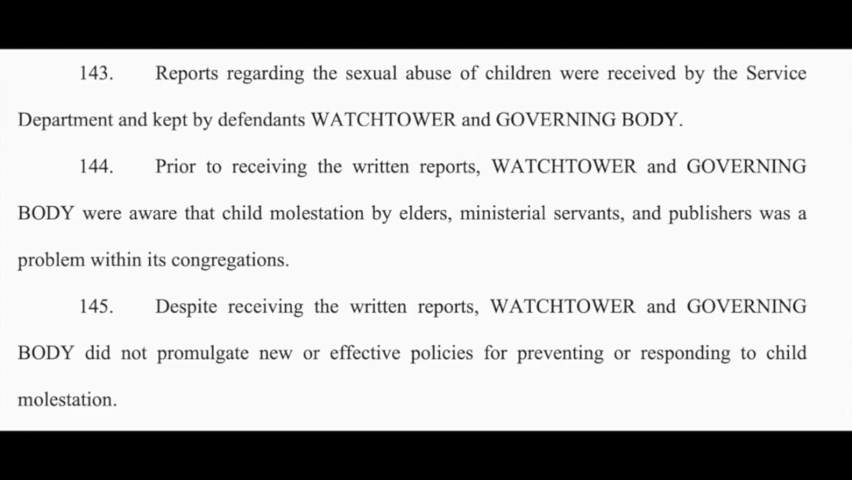 143. Reports regarding the sexual abuse of children were received by the Service
Department and kept by defendants WATCHTOWER and GOVERNING BODY.
144. Prior to receiving the written reports, WATCHTOWER and GOVERNING
BODY were aware that child molestation by elders, ministerial servants, and publishers was a
problem within its congregations.
145. Despite receiving the written reports, WATCHTOWER and GOVERNING
BODY did not promulgate new or effective policies for preventing or responding to child
molestation.